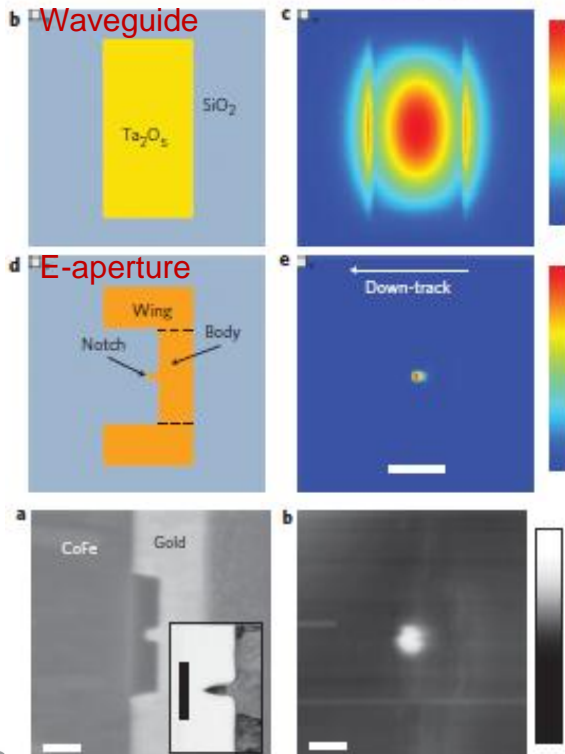 b Waveguide
Ta2O5
SiO2
c
d E-aperture
Wing
Notch
Body
e
Down-track
a
CoFe
Gold
b